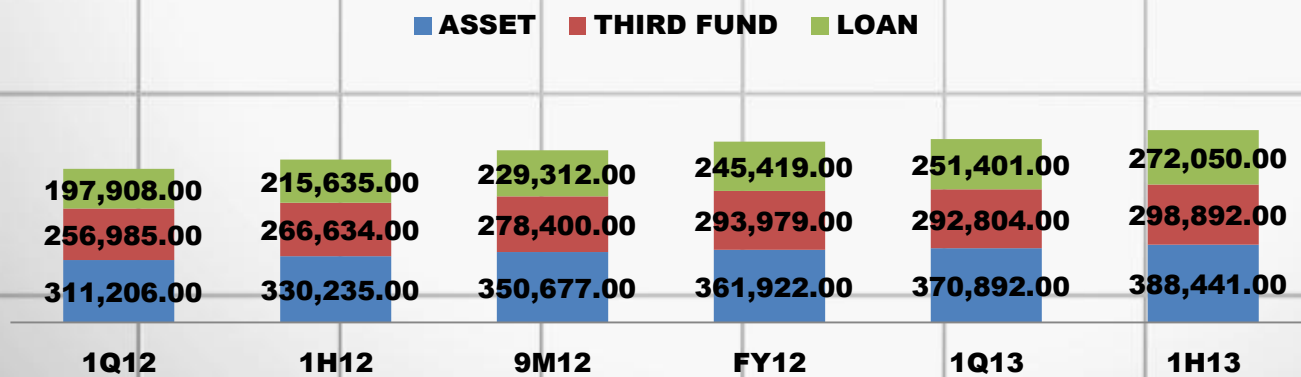 ASSET THIRD FUND LOAN
197,908.00 215,635.00 229,312.00 245,419.00 251,401.00 272,050.00
256,985.00 266,634.00 278,400.00 293,979.00 292,804.00 298,892.00
311,206.00 330,235.00 350,677.00 361,922.00 370,892.00 388,441.00
1Q12 1H12 9M12 FY12 1Q13 1H13